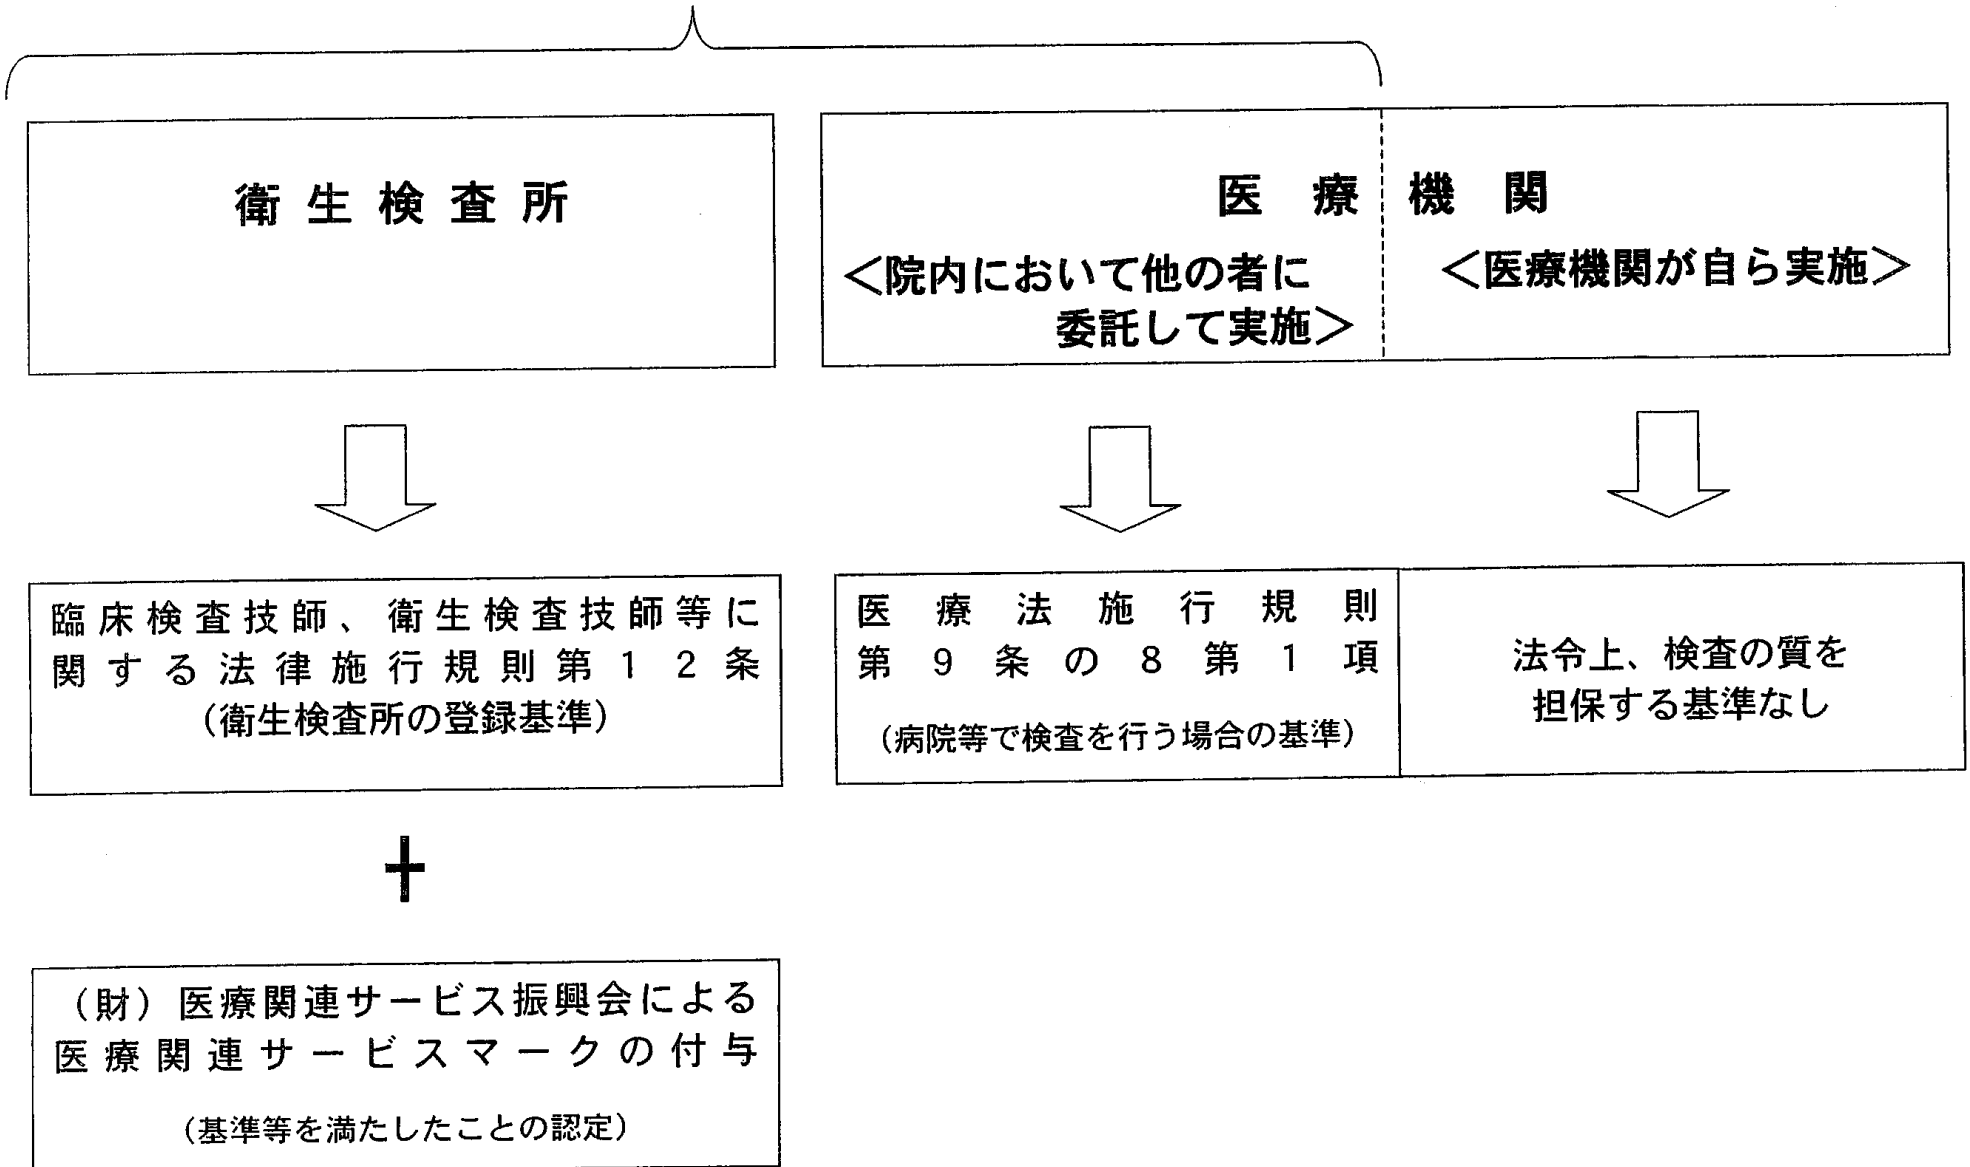 衛生検査所
医療機関
＜院内において他の者に
委託して実施＞
＜医療機関が自ら実施＞
臨床検査技師、衛生検査技師等に
関する法律施行規則第１２条
（衛生検査所の登録基準）
医療法施行規則
第９条の８第１項
（病院等で検査を行う場合の基準）
法令上、検査の質を
担保する基準なし
＋
（財）医療関連サービス振興会による
医療関連サービスマークの付与
（基準等を満たしたことの認定）